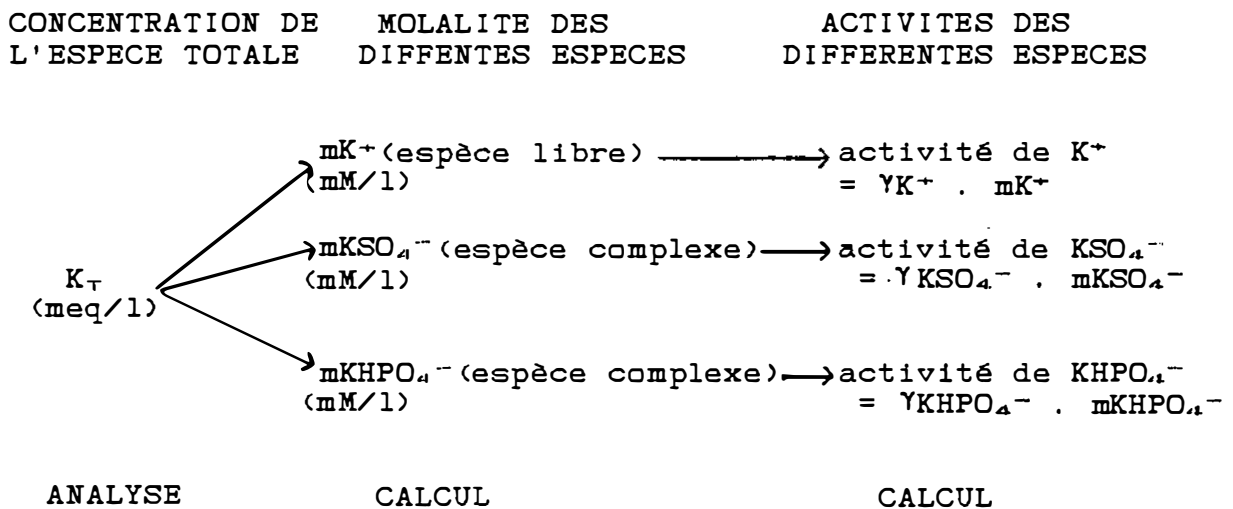 CONCENTRATION DE MOLALITE DES ACTIVITES DES
L'ESPECE TOTALE DIFFENTES ESPECES DIFFERENTES ESPECES
mK⁺ (espèce libre) → activité de K⁺
(mM/l) = γK⁺ . mK⁺
mKSO₄⁻ (espèce complexe) → activité de KSO₄⁻
K_T (mM/l) = γKSO₄⁻ . mKSO₄⁻
(meq/l)
mKHPO₄⁻ (espèce complexe) → activité de KHPO₄⁻
(mM/l) = γKHPO₄⁻ . mKHPO₄⁻
ANALYSE CALCUL CALCUL